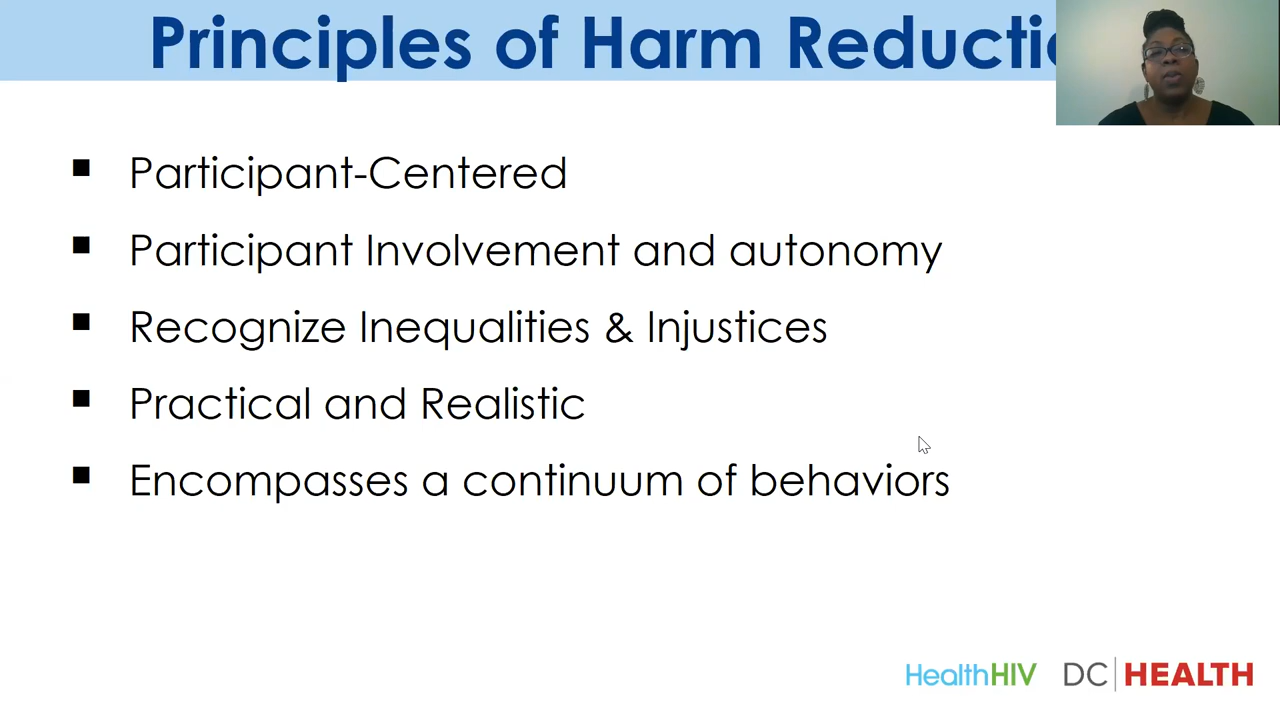 Principles of Harm Reductio
Participant-Centered
Participant Involvement and autonomy
Recognize Inequalities & Injustices
Practical and Realistic
Encompasses a continuum of behaviors
HealthHIV DC HEALTH